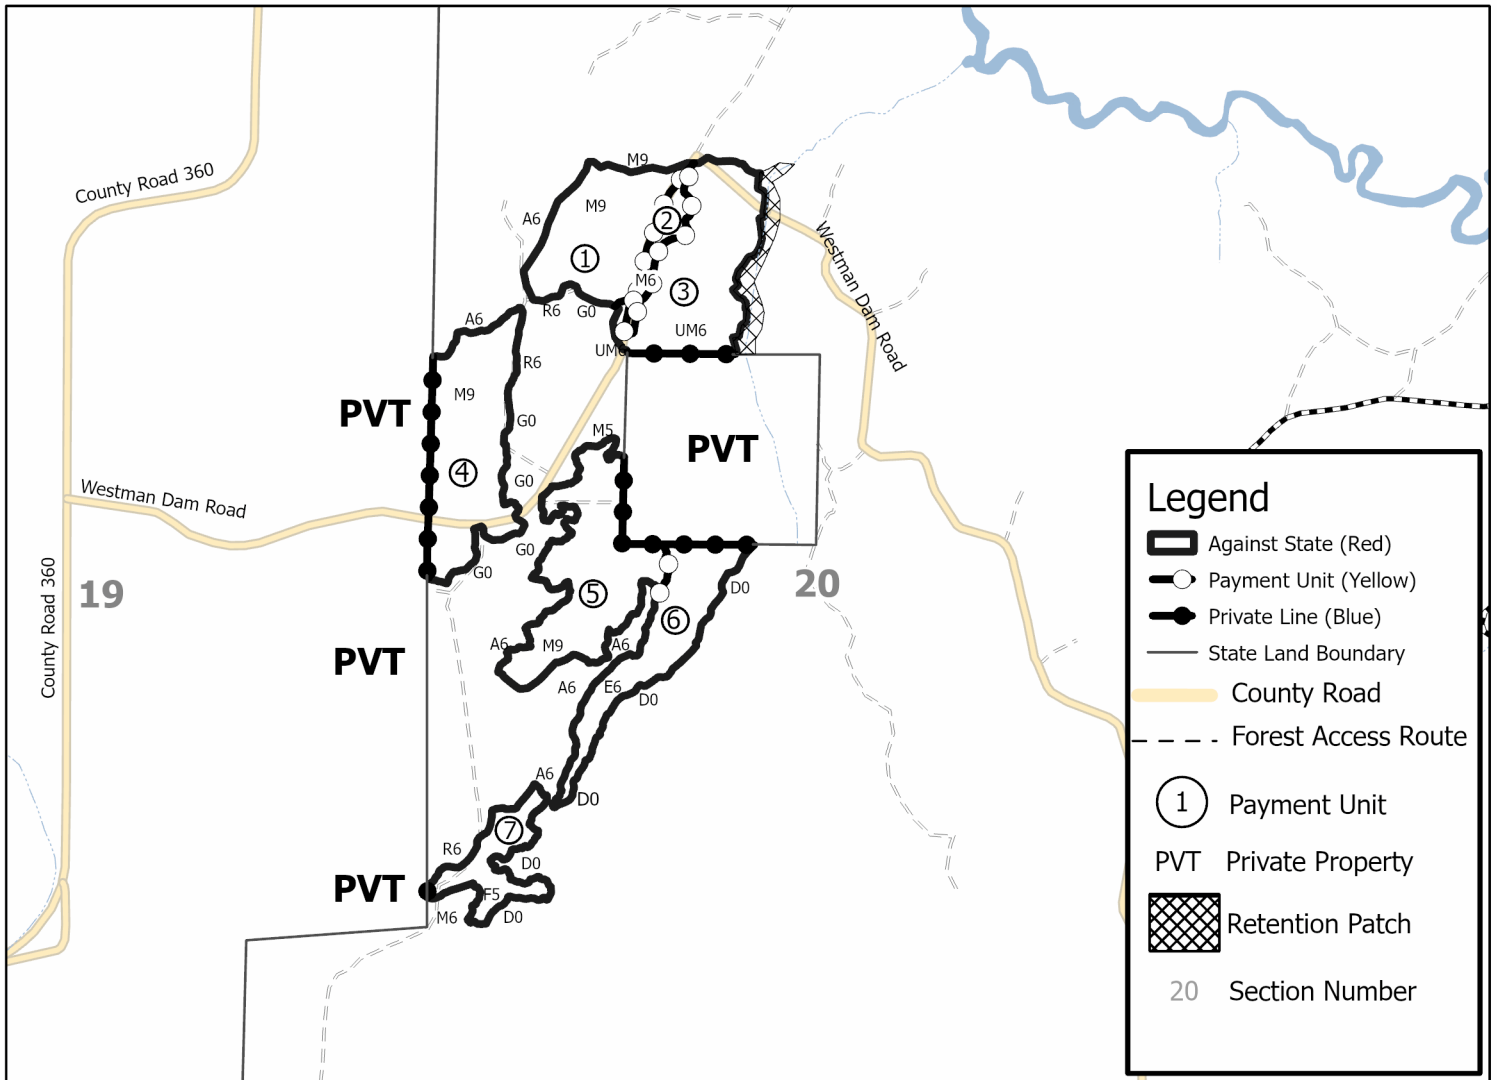 M9
County Road 360
M9
A6
2
Westman Dam Road
1
M6
3
R6
G0
A6
UM6
UM6
R6
M9
PVT
G0
M5
PVT
4
G0
Westman Dam Road
G0
G0
County Road 360
19
5
20
D0
6
A6
M9
A6
PVT
A6
E6
D0
A6
D0
7
R6
D0
PVT
F5
M6
D0
Legend
Against State (Red)
Payment Unit (Yellow)
Private Line (Blue)
State Land Boundary
County Road
Forest Access Route
1 Payment Unit
PVT Private Property
Retention Patch
20 Section Number